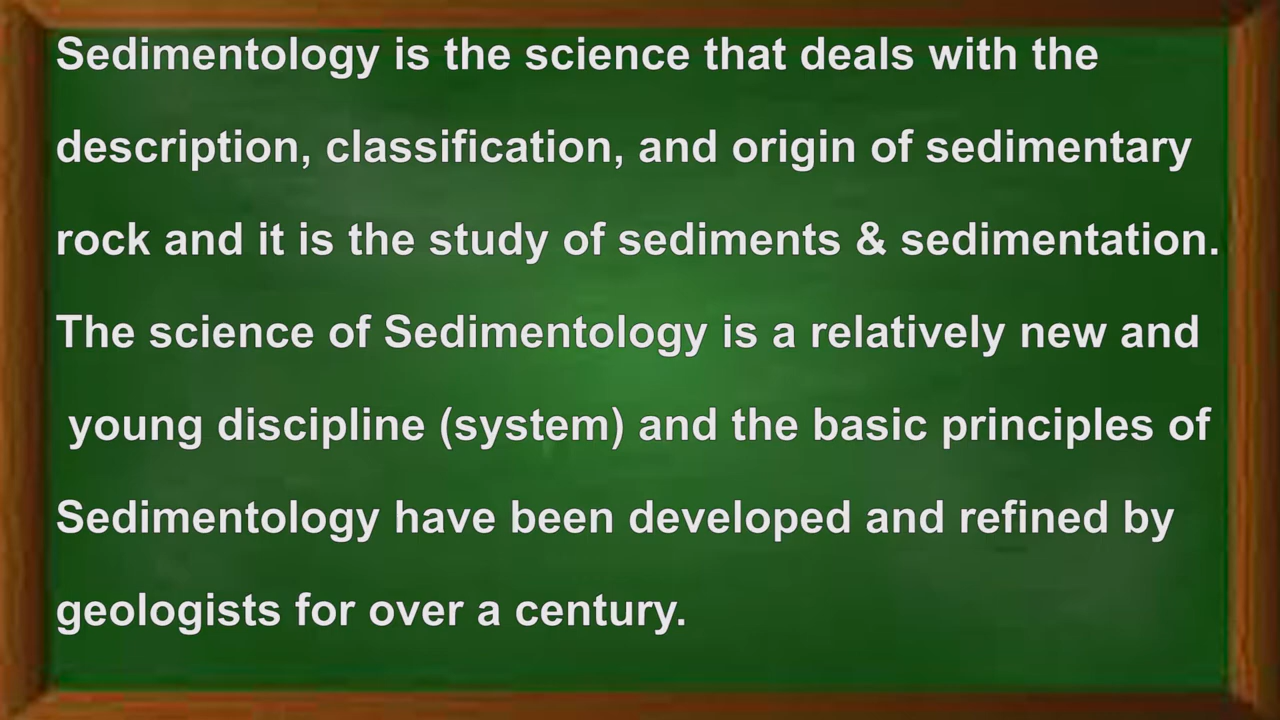 Sedimentology is the science that deals with the
description, classification, and origin of sedimentary
rock and it is the study of sediments & sedimentation.
The science of Sedimentology is a relatively new and
young discipline (system) and the basic principles of
Sedimentology have been developed and refined by
geologists for over a century.